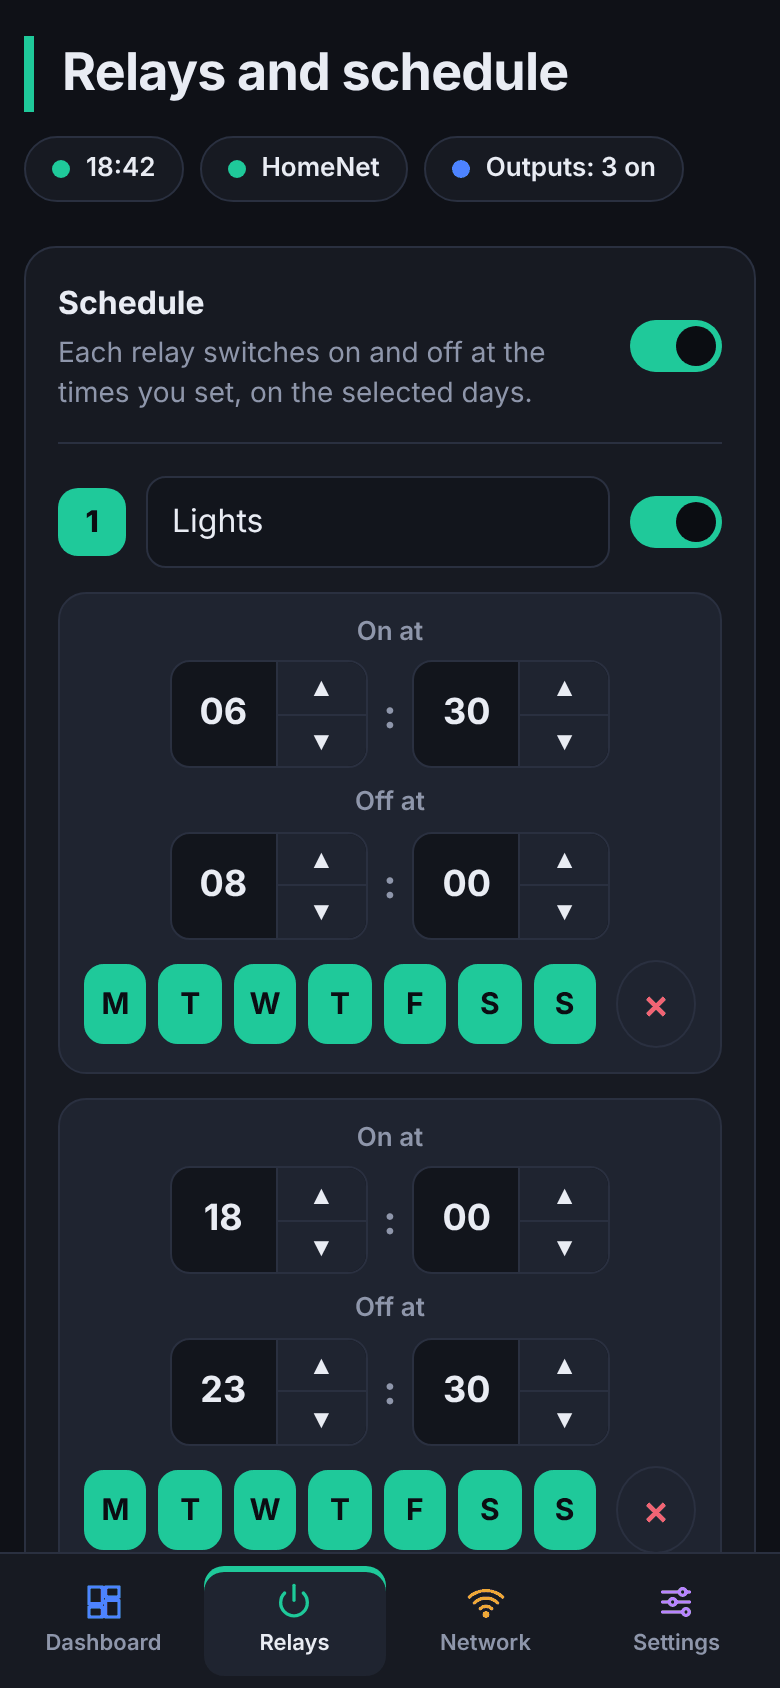 Relays and schedule
18:42
HomeNet
Outputs: 3 on
Schedule
Each relay switches on and off at the
times you set, on the selected days.
1
Lights
On at
06 ▲ ▼ : 30 ▲ ▼
Off at
08 ▲ ▼ : 00 ▲ ▼
M T W T F S S ×
On at
18 ▲ ▼ : 00 ▲ ▼
Off at
23 ▲ ▼ : 30 ▲ ▼
M T W T F S S ×
Dashboard
Relays
Network
Settings